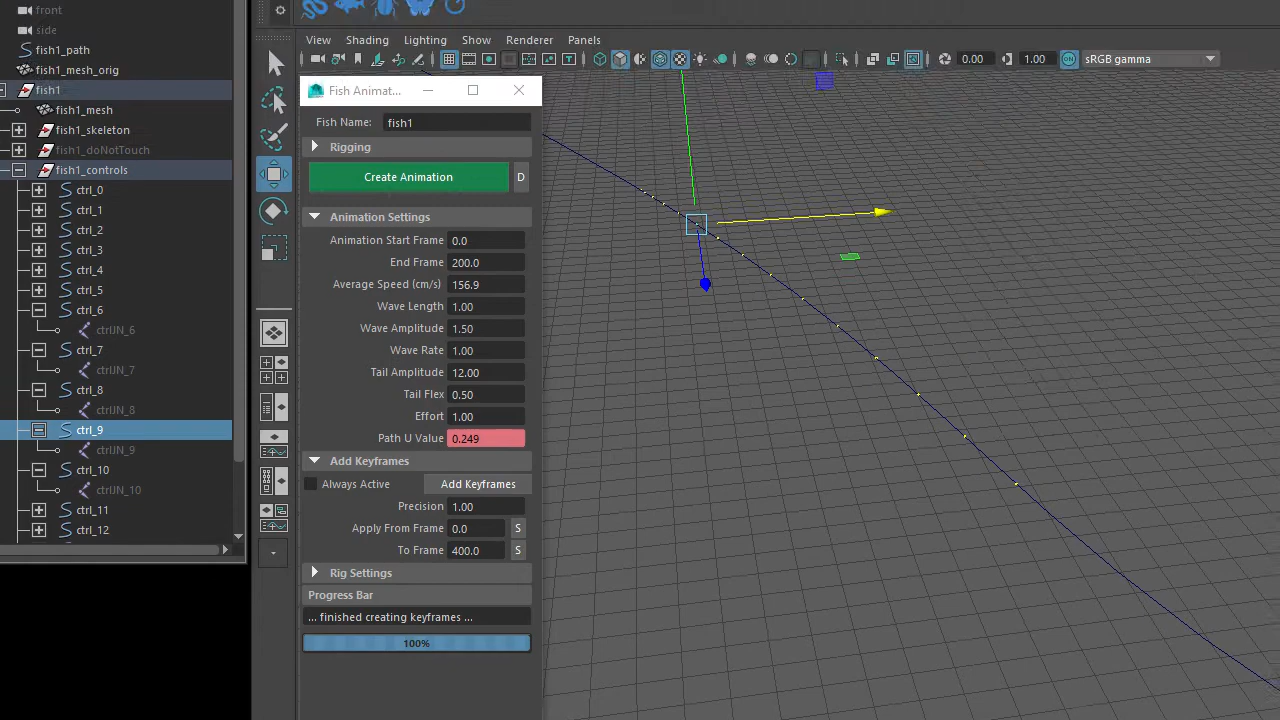 front
side
fish1_path
fish1_mesh_orig
fish1
fish1_mesh
fish1_skeleton
fish1_doNotTouch
fish1_controls
ctrl_0
ctrl_1
ctrl_2
ctrl_3
ctrl_4
ctrl_5
ctrl_6
ctrlJN_6
ctrl_7
ctrlJN_7
ctrl_8
ctrlJN_8
ctrl_9
ctrlJN_9
ctrl_10
ctrlJN_10
ctrl_11
ctrl_12
View Shading Lighting Show Renderer Panels
0.00 1.00 sRGB gamma
Fish Animat...
Fish Name: fish1
Rigging
Create Animation D
Animation Settings
Animation Start Frame 0.0
End Frame 200.0
Average Speed (cm/s) 156.9
Wave Length 1.00
Wave Amplitude 1.50
Wave Rate 1.00
Tail Amplitude 12.00
Tail Flex 0.50
Effort 1.00
Path U Value 0.249
Add Keyframes
Always Active Add Keyframes
Precision 1.00
Apply From Frame 0.0 S
To Frame 400.0 S
Rig Settings
Progress Bar
... finished creating keyframes ...
100%